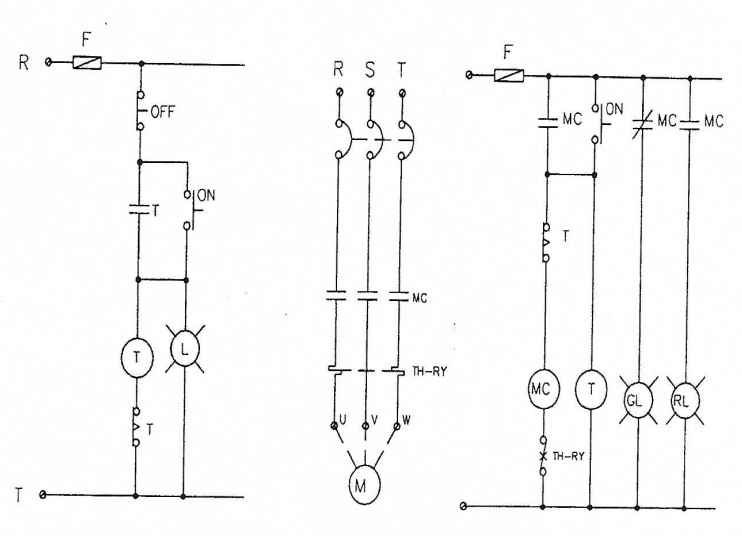 F
R
OFF
T
ON
T
L
T
T
R S T
MC
TH-RY
U V W
M
F
MC
ON
MC
MC
T
MC
T
GL
RL
TH-RY